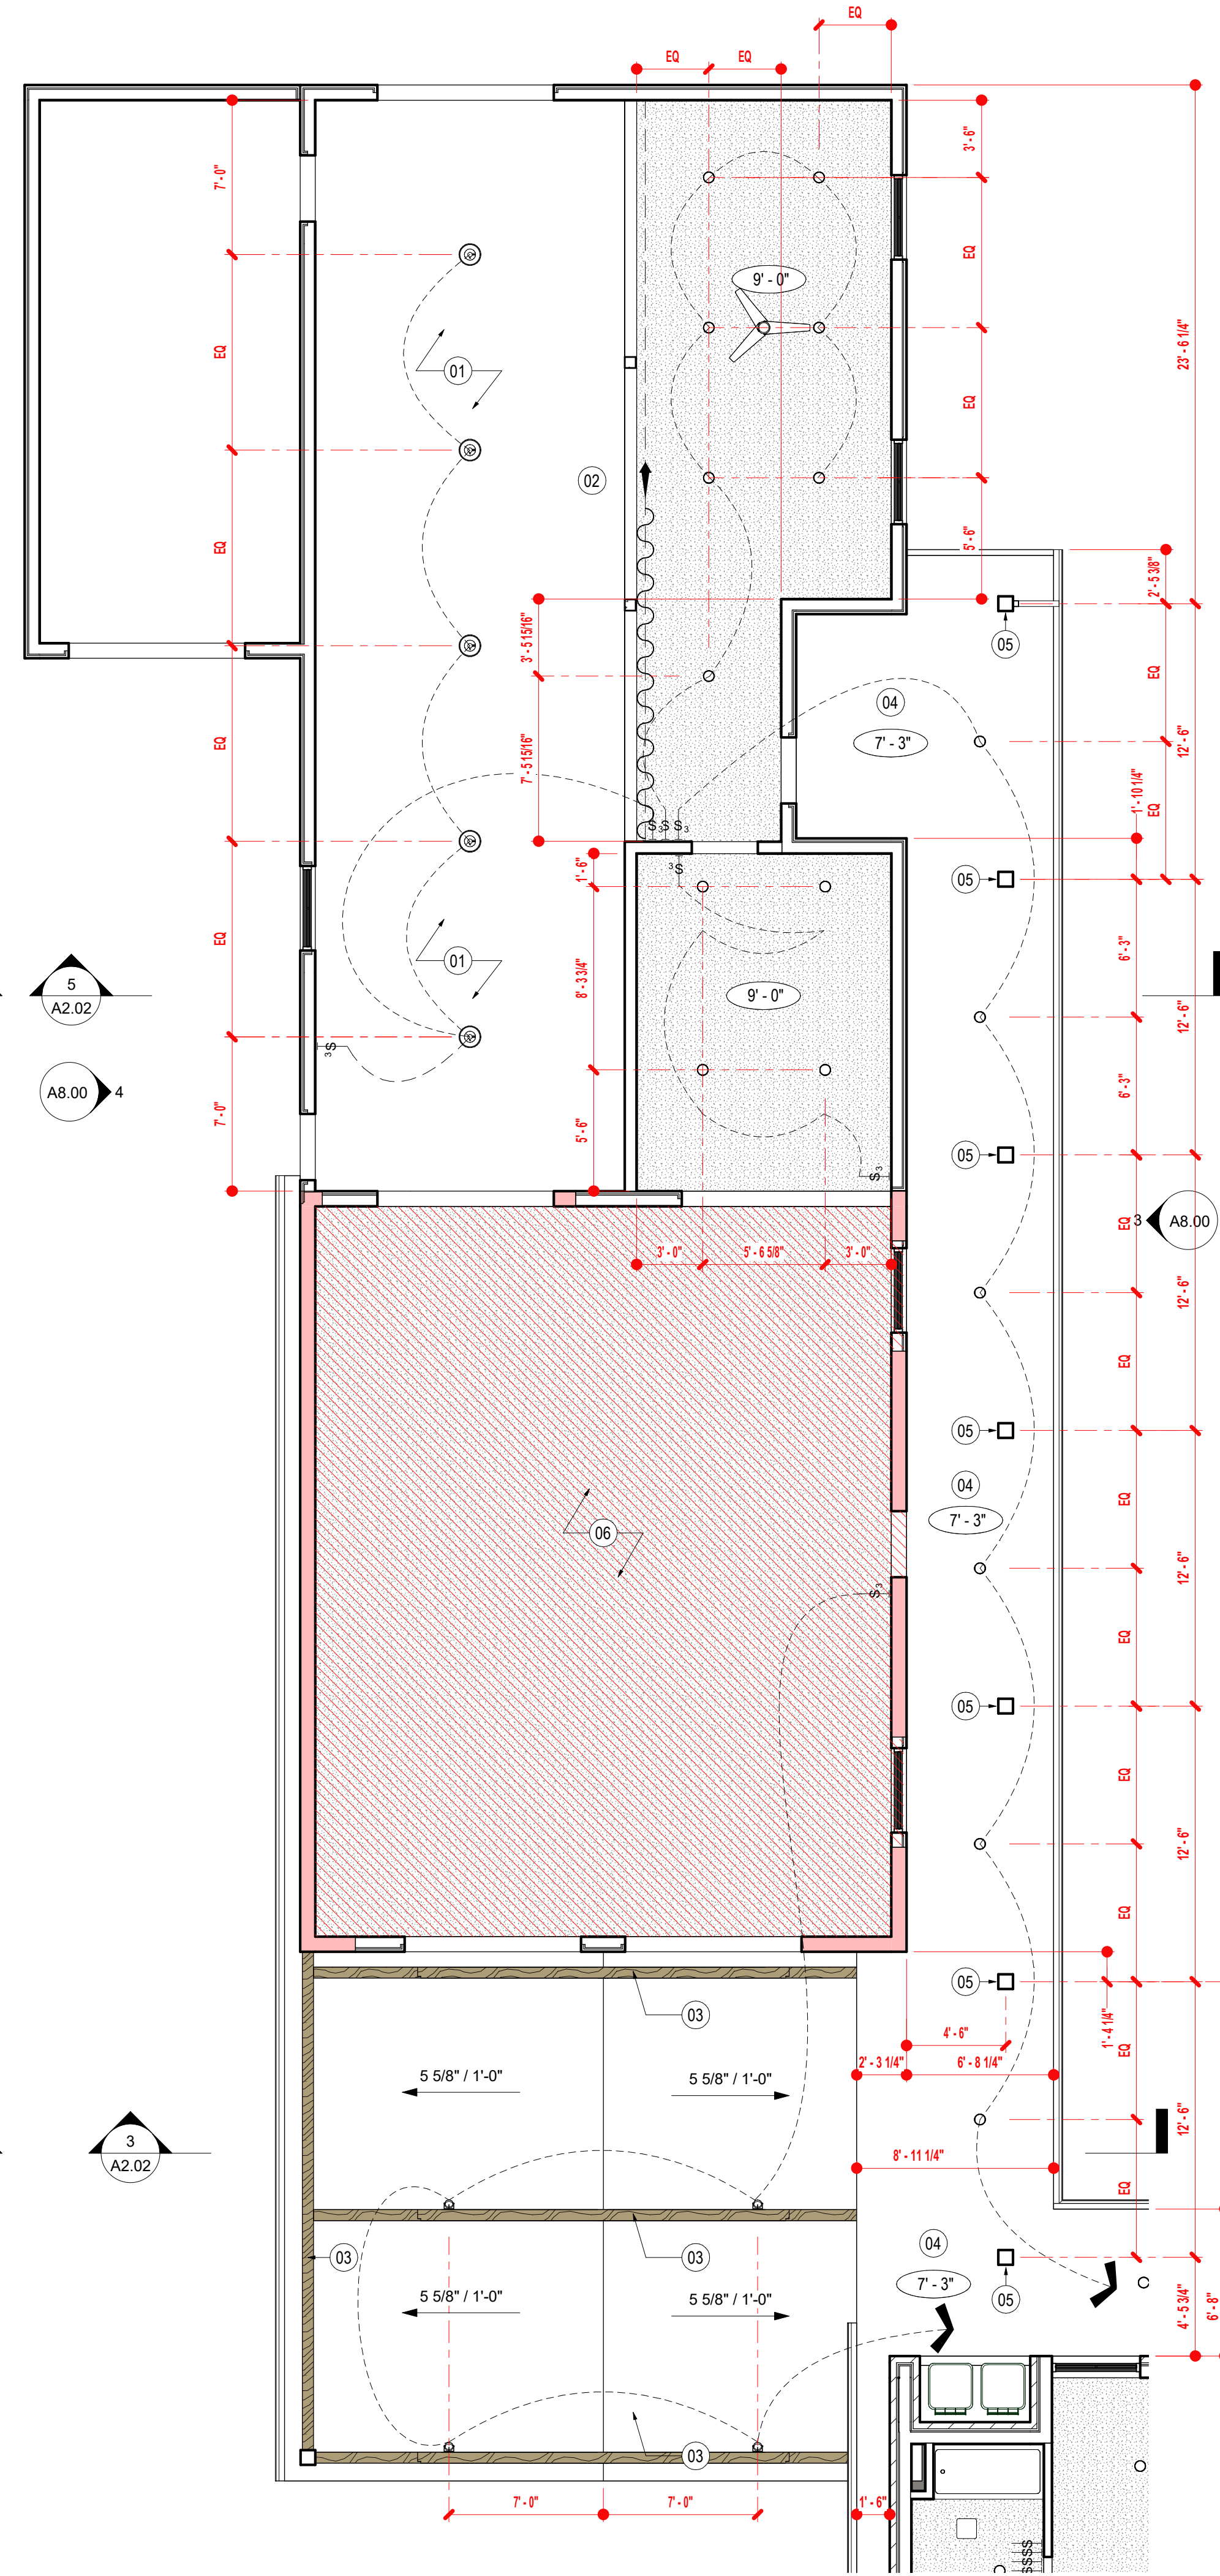 EQ
EQ
EQ
7' - 0"
3' - 6"
EQ
9' - 0"
23' - 6 1/4"
EQ
01
EQ
02
EQ
5' - 6"
2' - 5 3/8"
3' - 5 15/16"
05
EQ
04
7' - 3"
12' - 6"
EQ
7' - 5 15/16"
1' - 10 1/4"
EQ
S3
S
S3
1' - 6"
S3
05
EQ
01
8' - 3 3/4"
9' - 0"
6' - 3"
5
A2.02
12' - 6"
S3
A8.00
4
7' - 0"
5' - 6"
6' - 3"
05
S3
EQ
3
A8.00
3' - 0"
5' - 6 5/8"
3' - 0"
12' - 6"
EQ
05
04
7' - 3"
EQ
06
12' - 6"
S3
EQ
05
EQ
12' - 6"
EQ
05
03
4' - 6"
1' - 4 1/4"
2' - 3 1/4"
6' - 8 1/4"
EQ
5 5/8" / 1'-0"
5 5/8" / 1'-0"
12' - 6"
3
A2.02
8' - 11 1/4"
EQ
03
03
04
7' - 3"
05
5 5/8" / 1'-0"
5 5/8" / 1'-0"
4' - 5 3/4"
6' - 8"
03
7' - 0"
7' - 0"
1' - 6"
SSSS